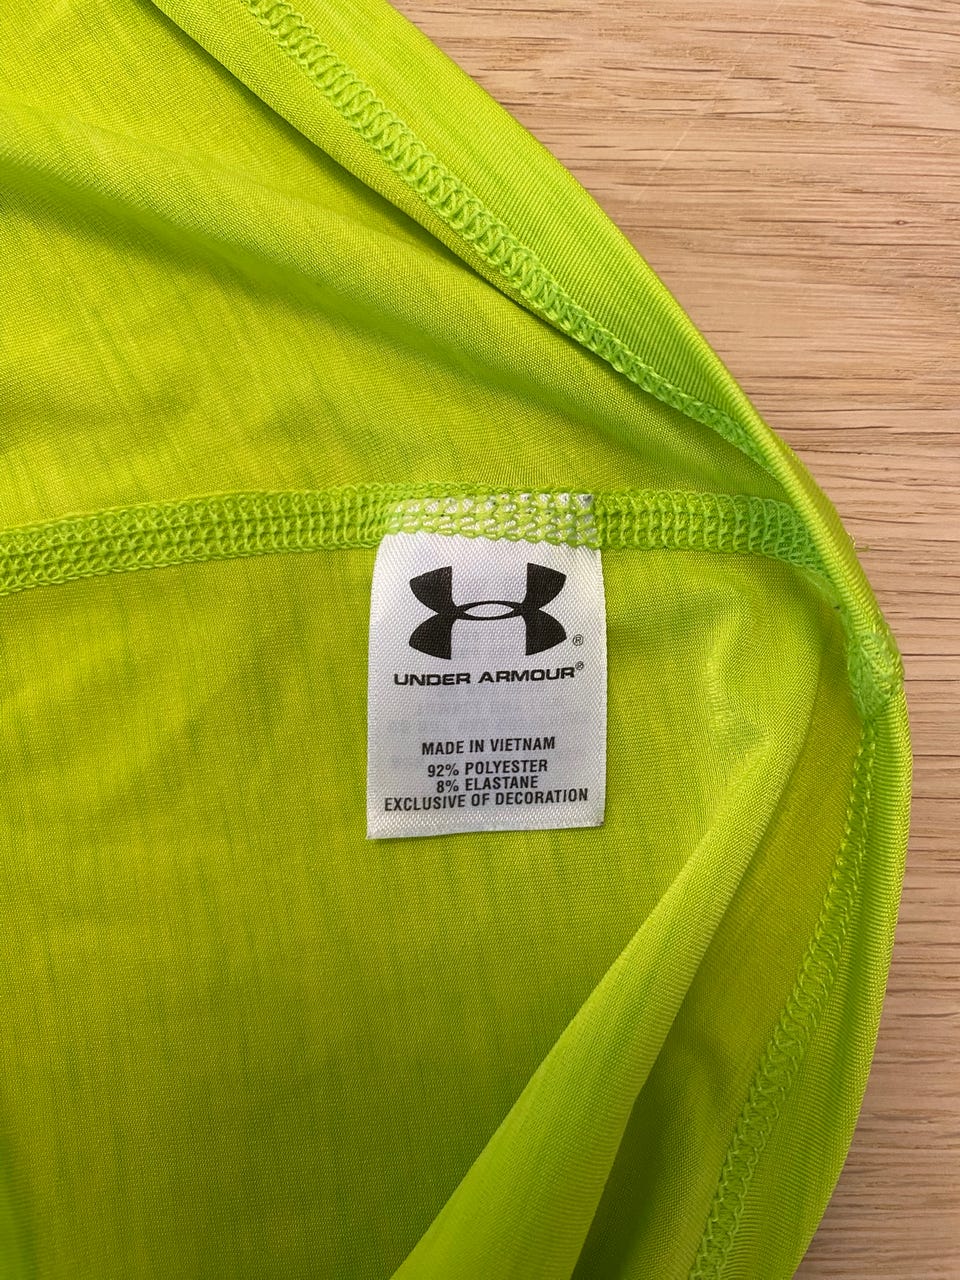 ®
UNDER ARMOUR®
MADE IN VIETNAM
92% POLYESTER
8% ELASTANE
EXCLUSIVE OF DECORATION